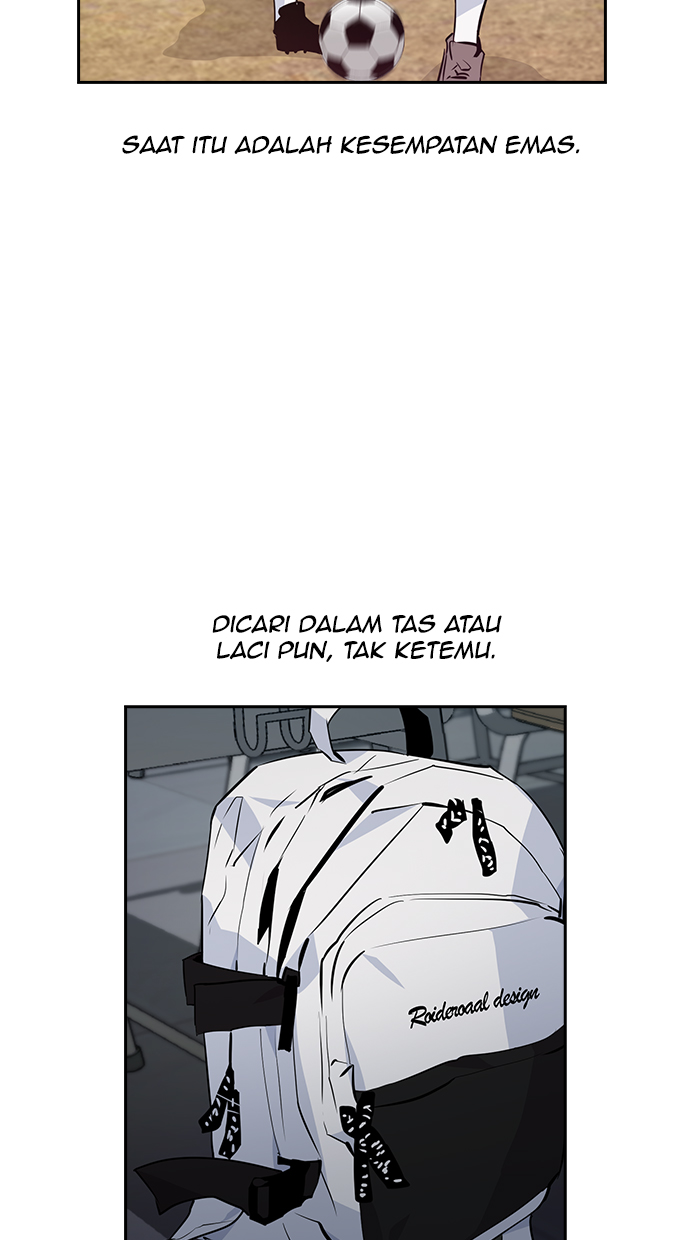 SAAT ITU ADALAH KESEMPATAN EMAS.
DICARI DALAM TAS ATAU
LACI PUN, TAK KETEMU.
Roideroaal design